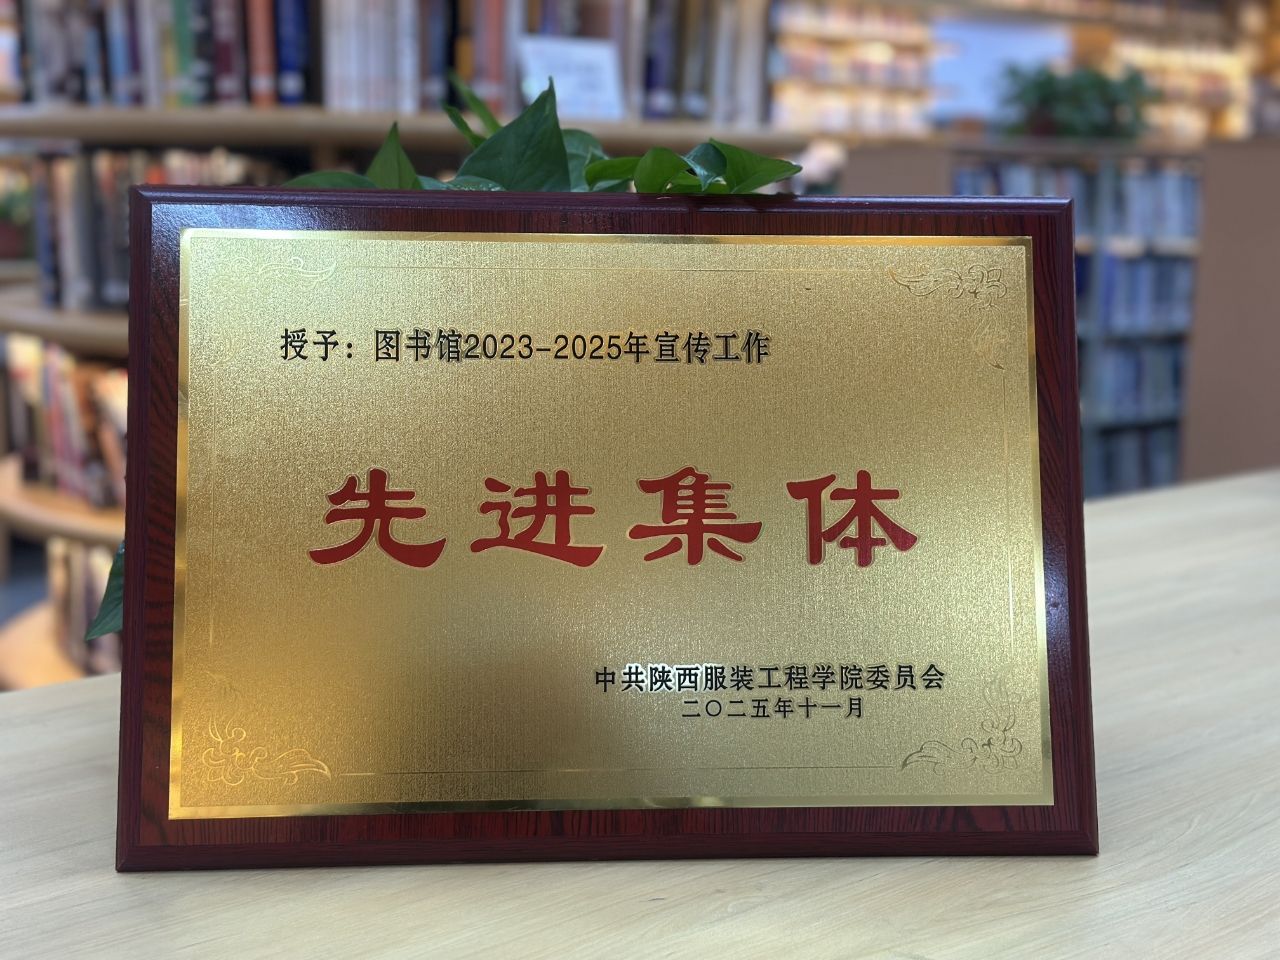 授予：图书馆2023-2025年宣传工作
先进集体
中共陕西服装工程学院委员会
二〇二五年十一月